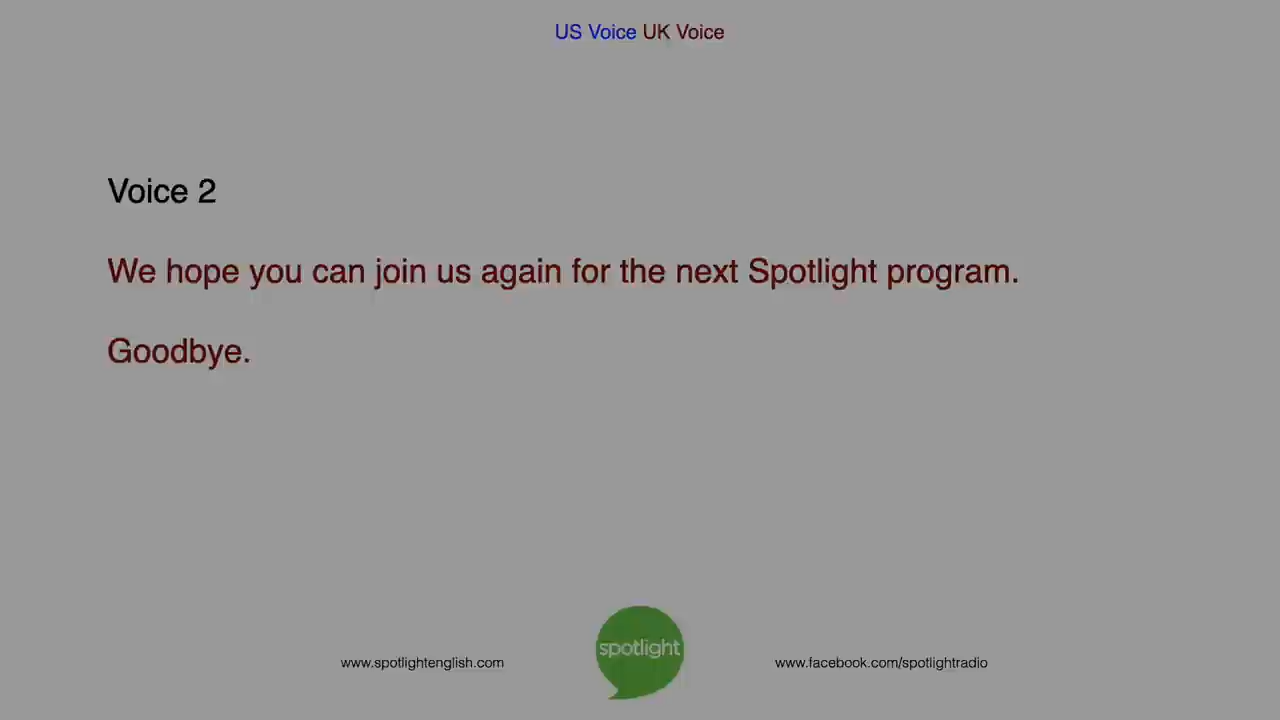 US Voice UK Voice
Voice 2
We hope you can join us again for the next Spotlight program.
Goodbye.
spotlight
www.spotlightenglish.com
www.facebook.com/spotlightradio